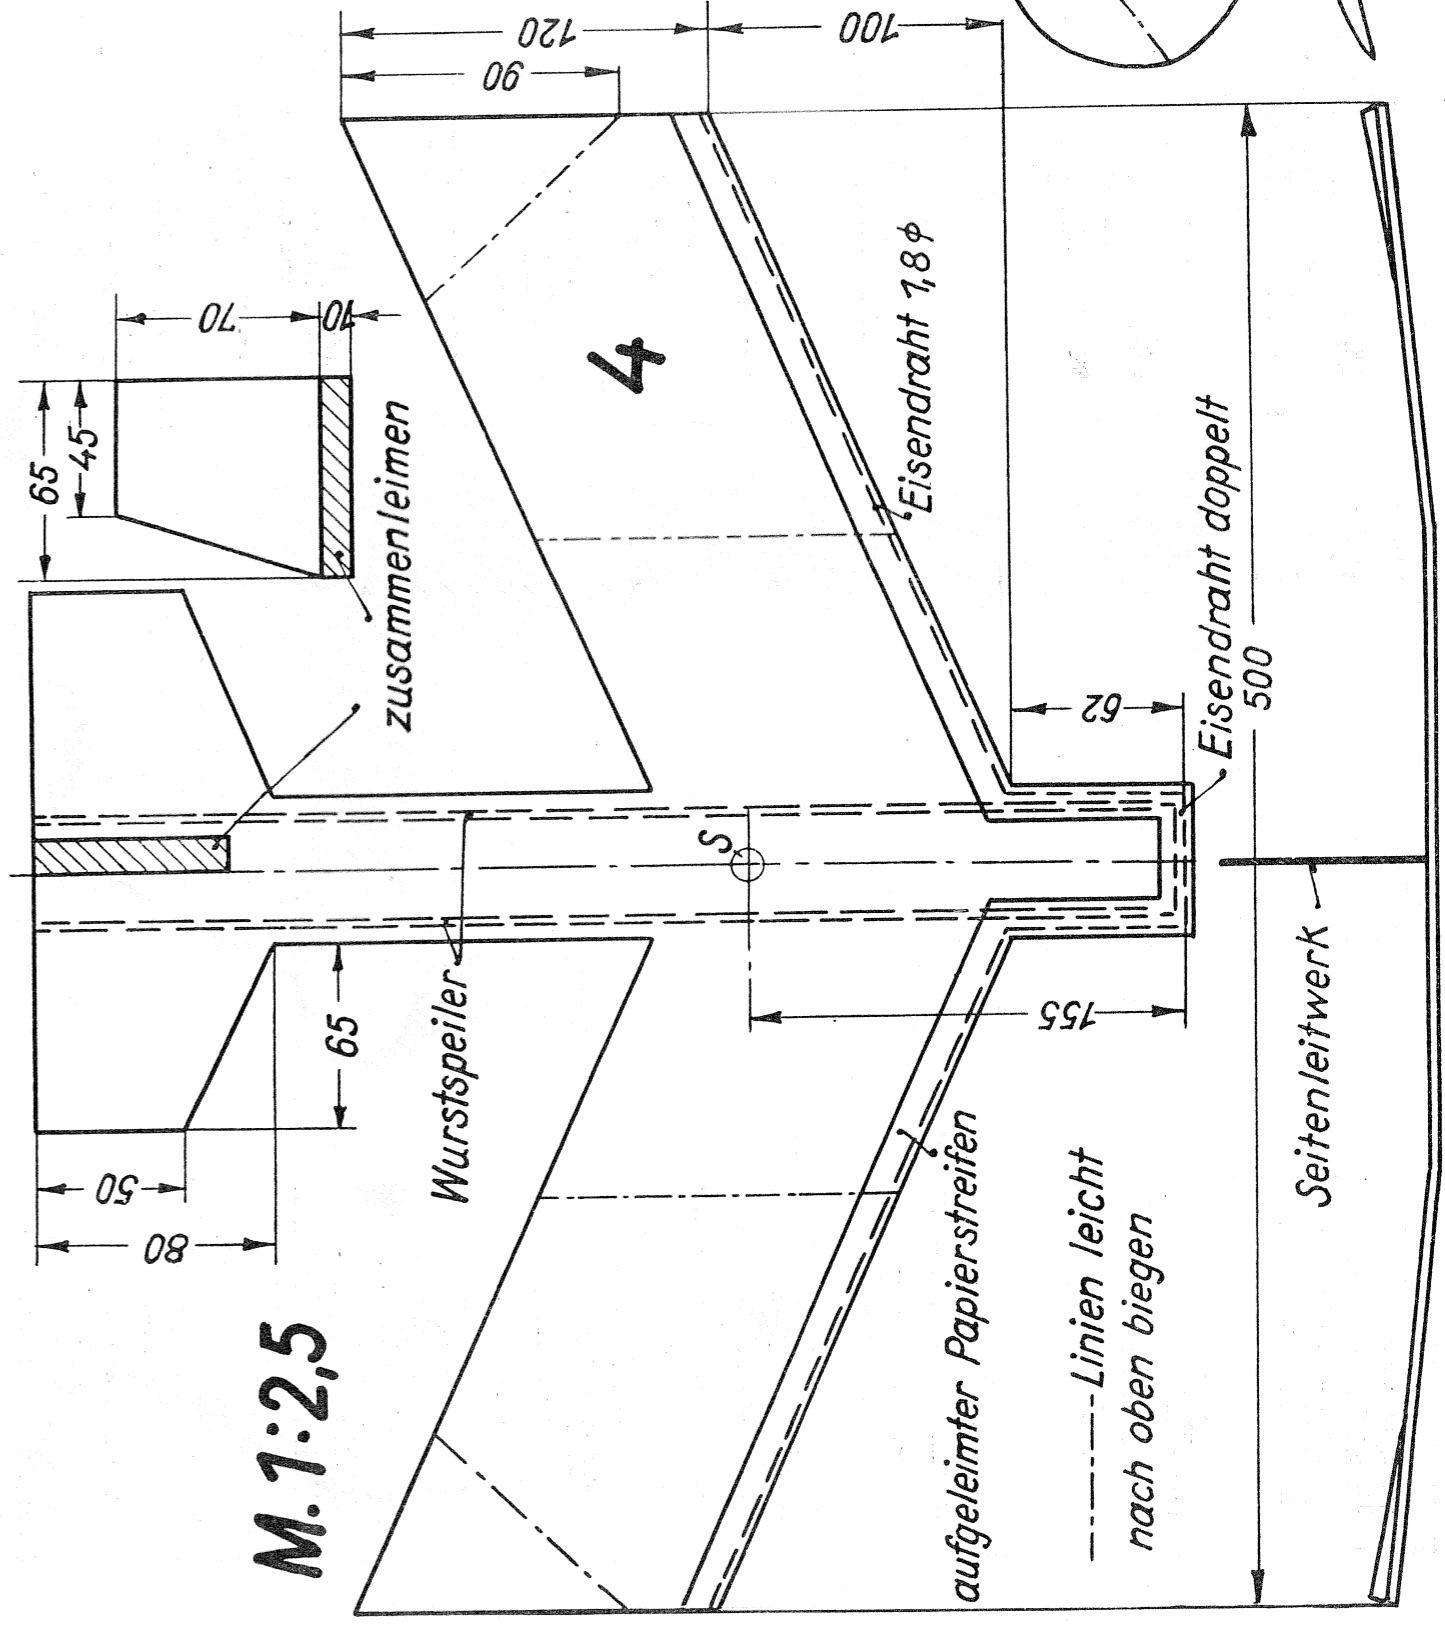 M. 1:2,5
120
90
100
70
10
65
45
zusammenleimen
4
Eisendraht 1,8 ϕ
Eisendraht doppelt
500
62
S
155
Wurstspeiler
65
50
80
aufgeleimter Papierstreifen
Linien leicht
nach oben biegen
Seitenleitwerk